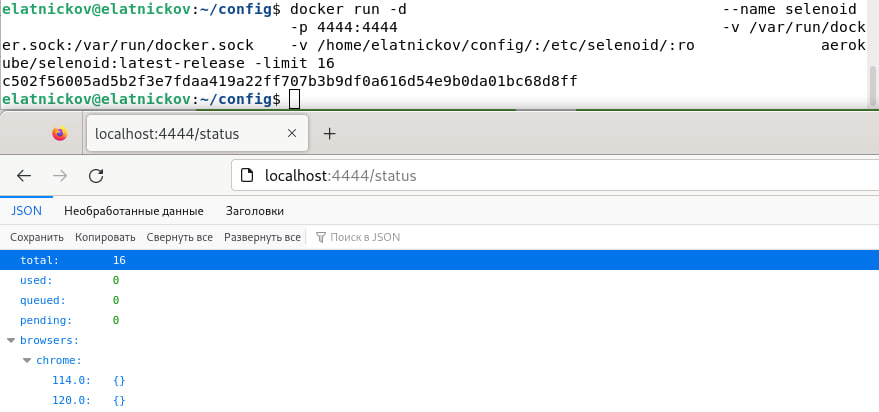 elatnickov@elatnickov:~/config$ docker run -d --name selenoid
-p 4444:4444 -v /var/run/dock
er.sock:/var/run/docker.sock -v /home/elatnickov/config/:/etc/selenoid/:ro aerok
ube/selenoid:latest-release -limit 16
c502f56005ad5b2f3e7fdaa419a22ff707b3b9df0a616d54e9b0da01bc68d8ff
elatnickov@elatnickov:~/config$
localhost:4444/status
localhost:4444/status
JSON Необработанные данные Заголовки
Сохранить Копировать Свернуть все Развернуть все Поиск в JSON
total: 16
used: 0
queued: 0
pending: 0
browsers:
chrome:
114.0: {}
120.0: {}